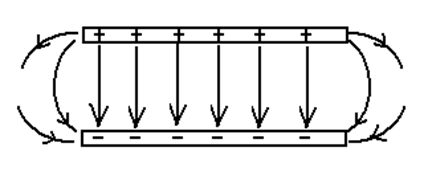 + + + + + +
- - - - - -